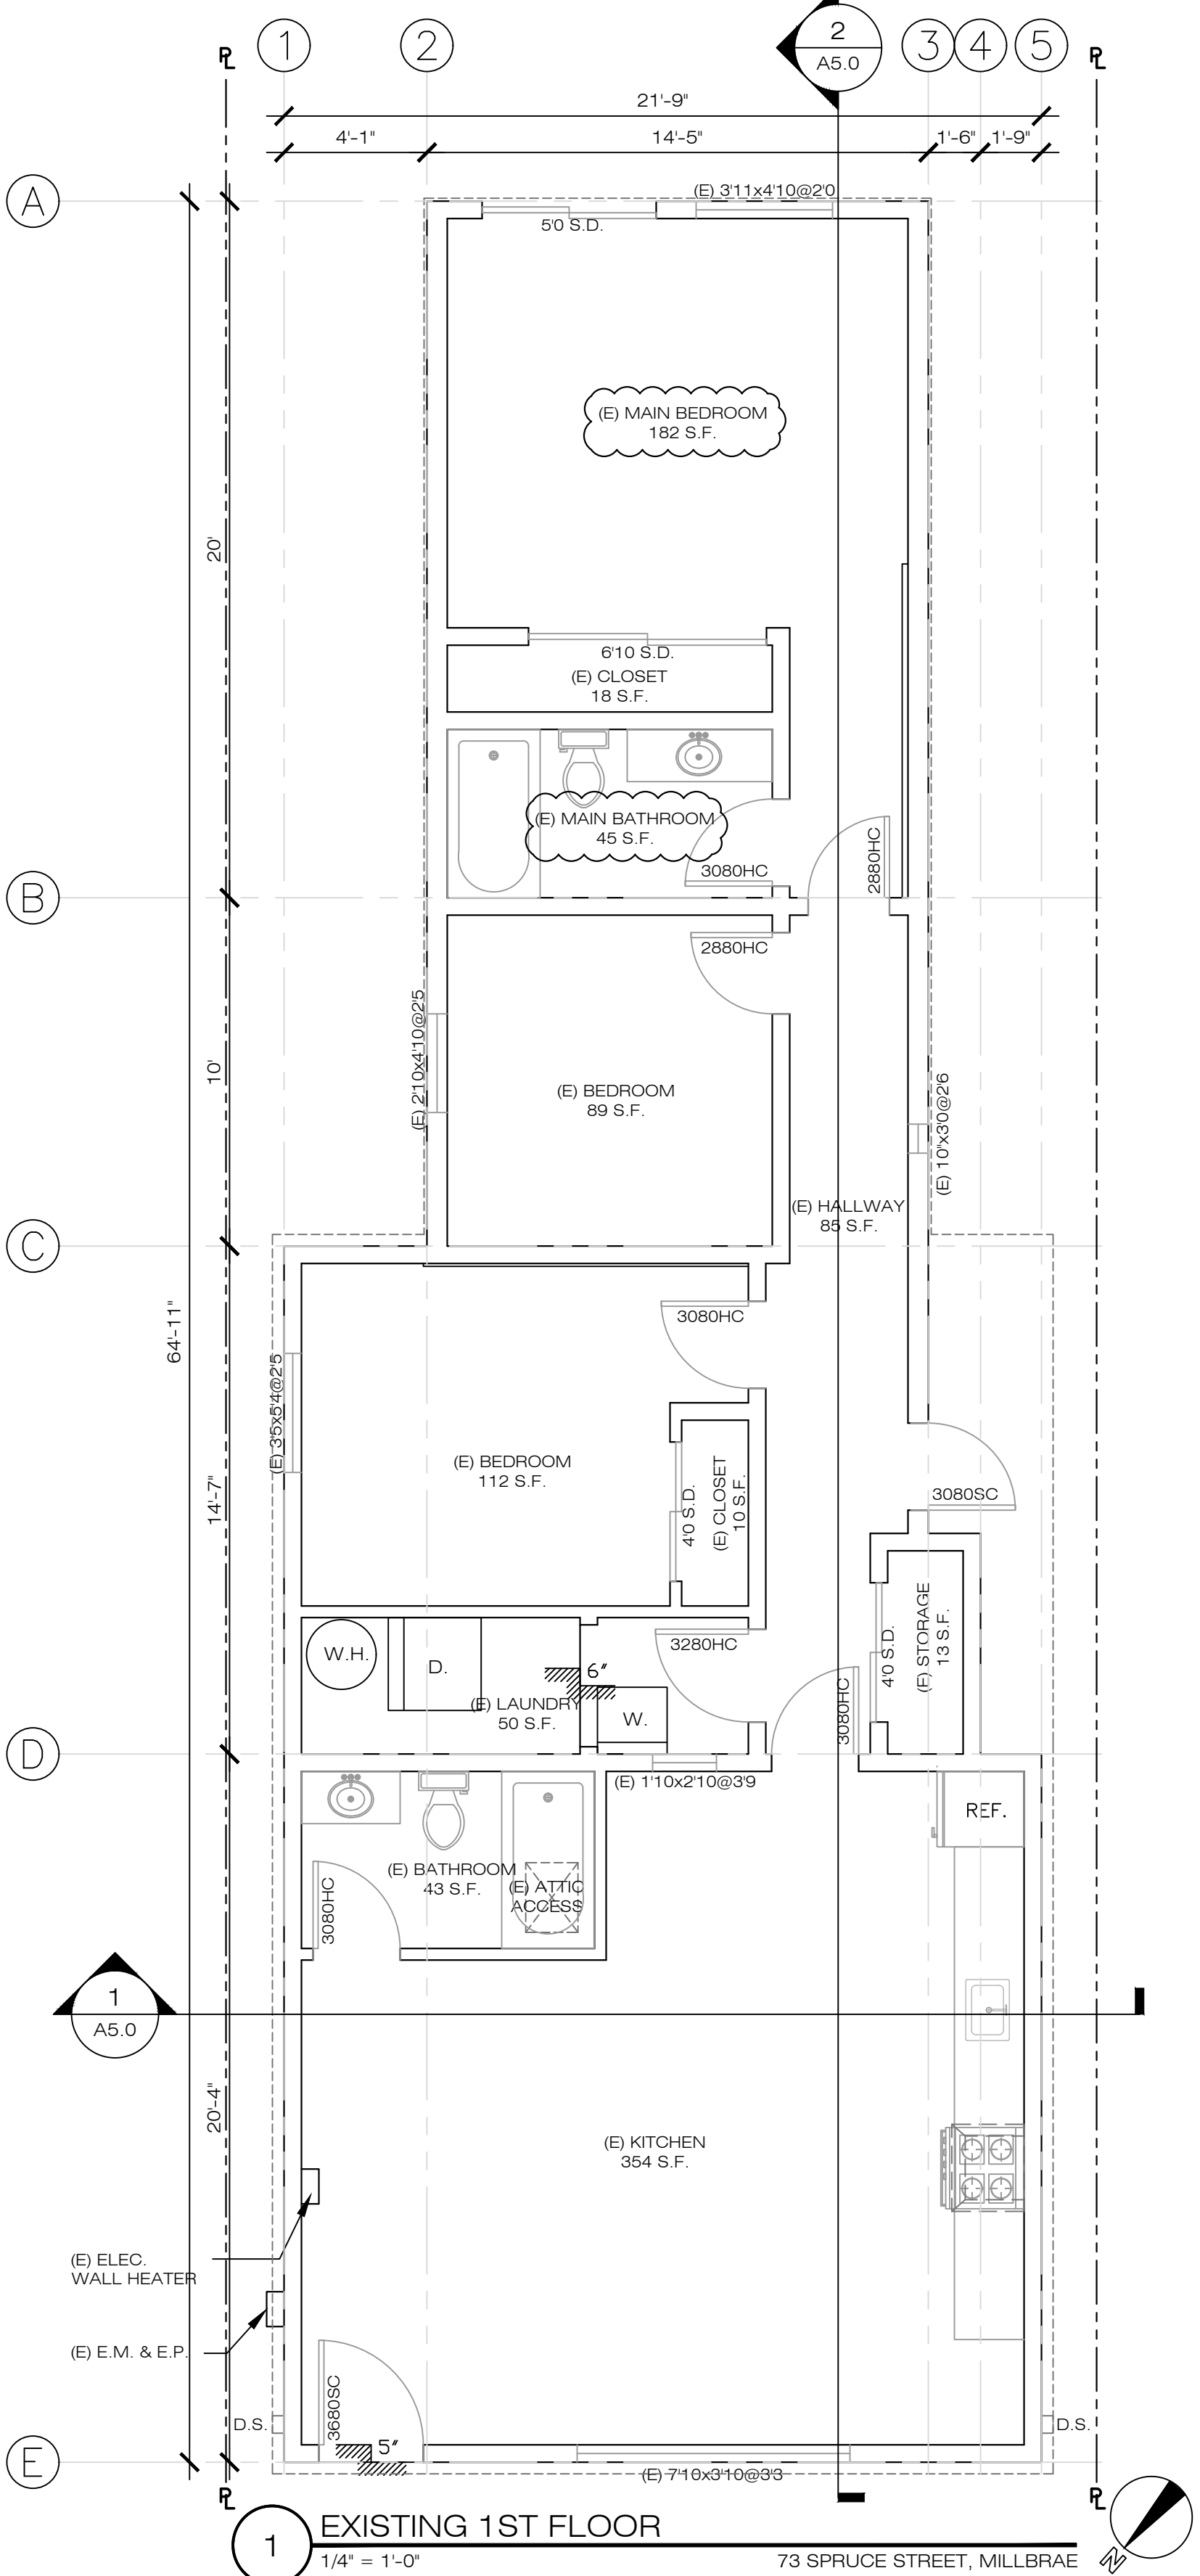 PL
1
2
2
A5.0
3
4
5
PL
21'-9"
4'-1"
14'-5"
1'-6"
1'-9"
A
(E) 3'11x4'10@2'0
5'0 S.D.
(E) MAIN BEDROOM
182 S.F.
20'
6'10 S.D.
(E) CLOSET
18 S.F.
(E) MAIN BATHROOM
45 S.F.
3080HC
2880HC
B
2880HC
(E) 2'10x4'10@2'5
10'
(E) BEDROOM
89 S.F.
(E) 10"x3'0@2'6
(E) HALLWAY
85 S.F.
C
64'-11"
3080HC
(E) 3'5x5'4@2'5
(E) BEDROOM
112 S.F.
4'0 S.D.
(E) CLOSET
10 S.F.
14'-7"
3080SC
W.H.
D.
6"
3280HC
(E) LAUNDRY
50 S.F.
W.
3080HC
4'0 S.D.
(E) STORAGE
13 S.F.
D
(E) 1'10x2'10@3'9
REF.
(E) BATHROOM
43 S.F.
(E) ATTIC
ACCESS
3080HC
1
A5.0
20'-4"
(E) KITCHEN
354 S.F.
(E) ELEC.
WALL HEATER
(E) E.M. & E.P.
3680SC
D.S.
D.S.
5"
E
(E) 7'10x3'10@3'3
PL
PL
1
EXISTING 1ST FLOOR
1/4" = 1'-0"
73 SPRUCE STREET, MILLBRAE
N